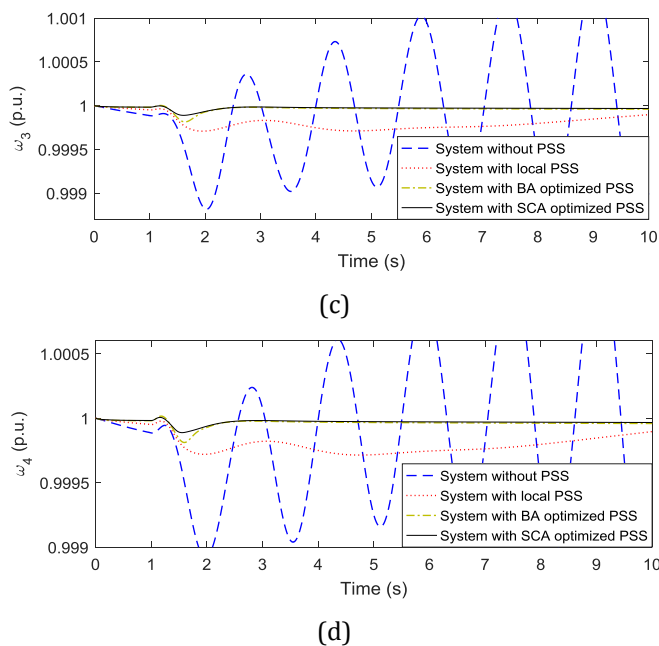 1.001
1.0005
1
0.9995
0.999
ω3 (p.u.)
System without PSS
System with local PSS
System with BA optimized PSS
System with SCA optimized PSS
0 1 2 3 4 5 6 7 8 9 10
Time (s)
(c)
1.0005
1
0.9995
0.999
ω4 (p.u.)
System without PSS
System with local PSS
System with BA optimized PSS
System with SCA optimized PSS
0 1 2 3 4 5 6 7 8 9 10
Time (s)
(d)